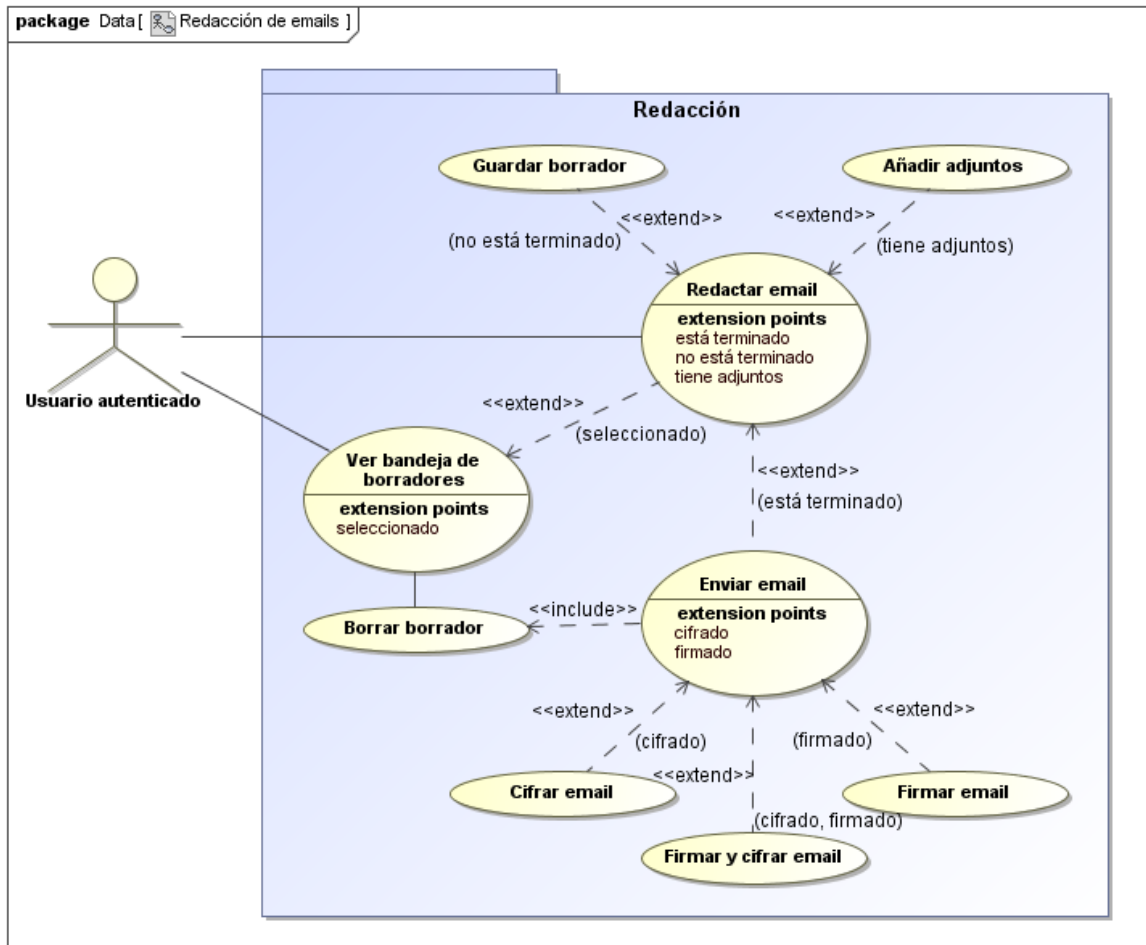 package Data[ Redacción de emails ]
Redacción
Guardar borrador
Añadir adjuntos
<<extend>>
(no está terminado)
<<extend>>
(tiene adjuntos)
Redactar email
extension points
está terminado
no está terminado
tiene adjuntos
Usuario autenticado
<<extend>>
(seleccionado)
Ver bandeja de
borradores
extension points
seleccionado
<<extend>>
(está terminado)
Enviar email
extension points
cifrado
firmado
<<include>>
Borrar borrador
<<extend>>
(cifrado)
<<extend>>
(firmado)
<<extend>>
(cifrado, firmado)
Cifrar email
Firmar email
Firmar y cifrar email